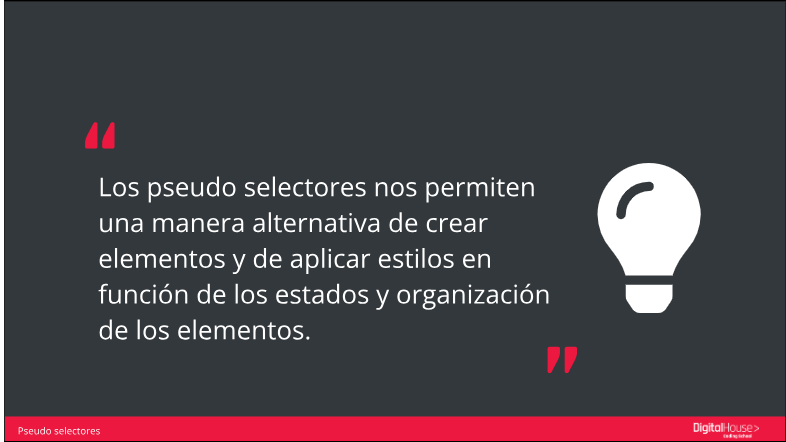 “
Los pseudo selectores nos permiten
una manera alternativa de crear
elementos y de aplicar estilos en
función de los estados y organización
de los elementos.
”
Pseudo selectores
DigitalHouse>
Coding School